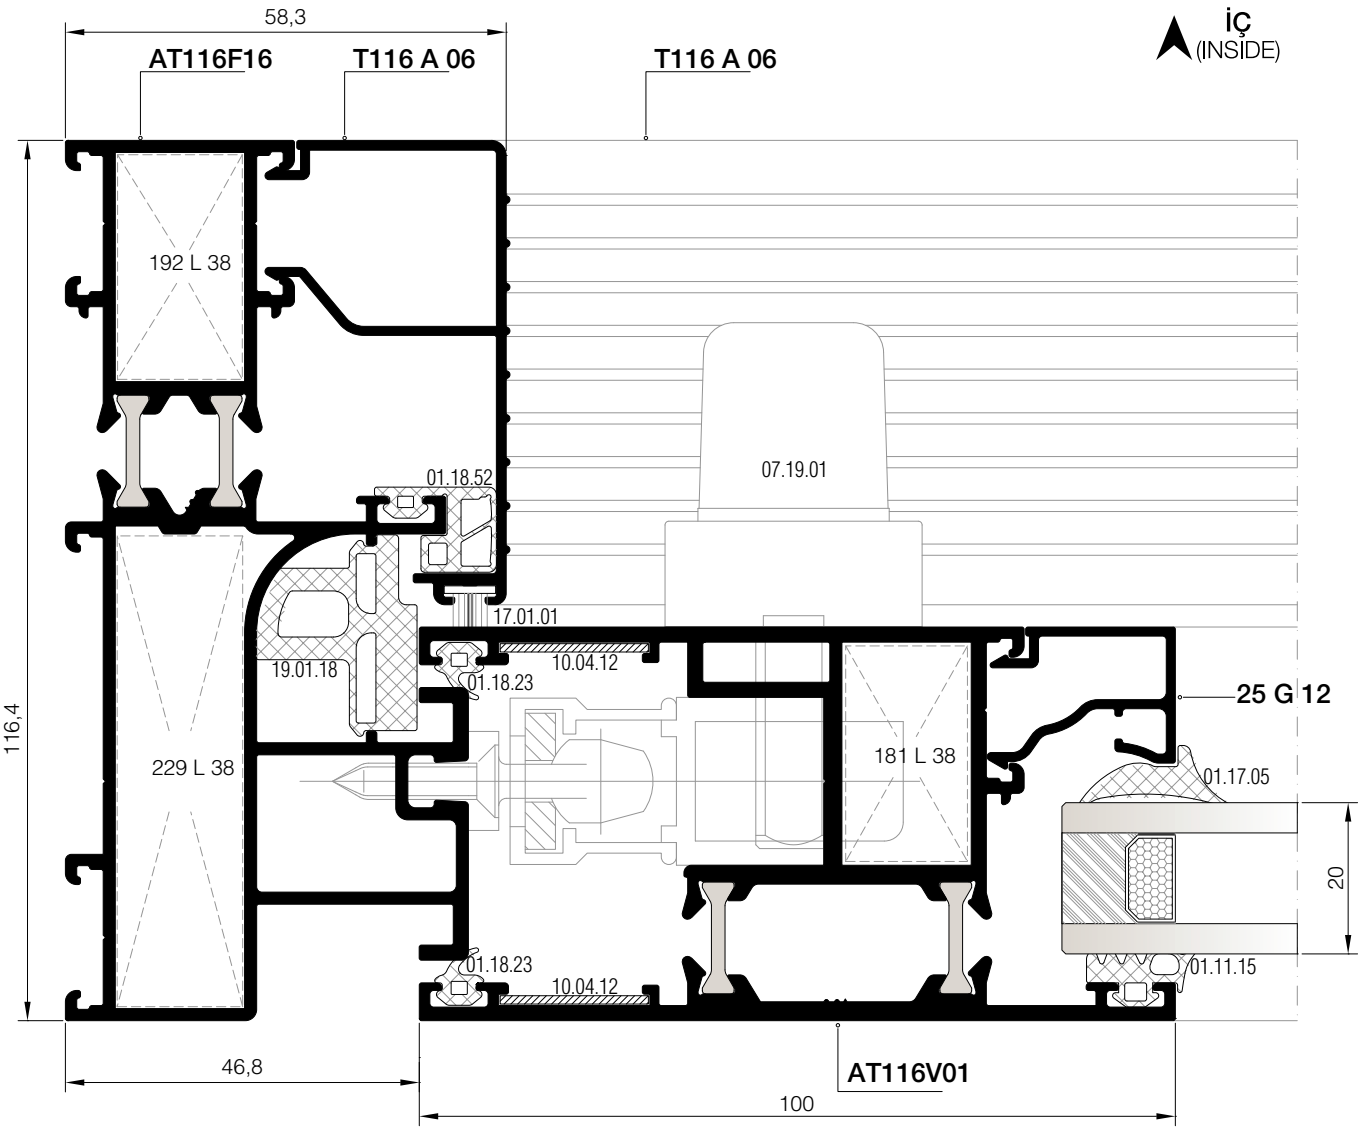 58,3
İÇ
(INSIDE)
AT116F16
T116 A 06
T116 A 06
192 L 38
01.18.52
07.19.01
17.01.01
19.01.18
10.04.12
01.18.23
25 G 12
116,4
229 L 38
181 L 38
01.17.05
20
01.18.23
01.11.15
10.04.12
46,8
AT116V01
100